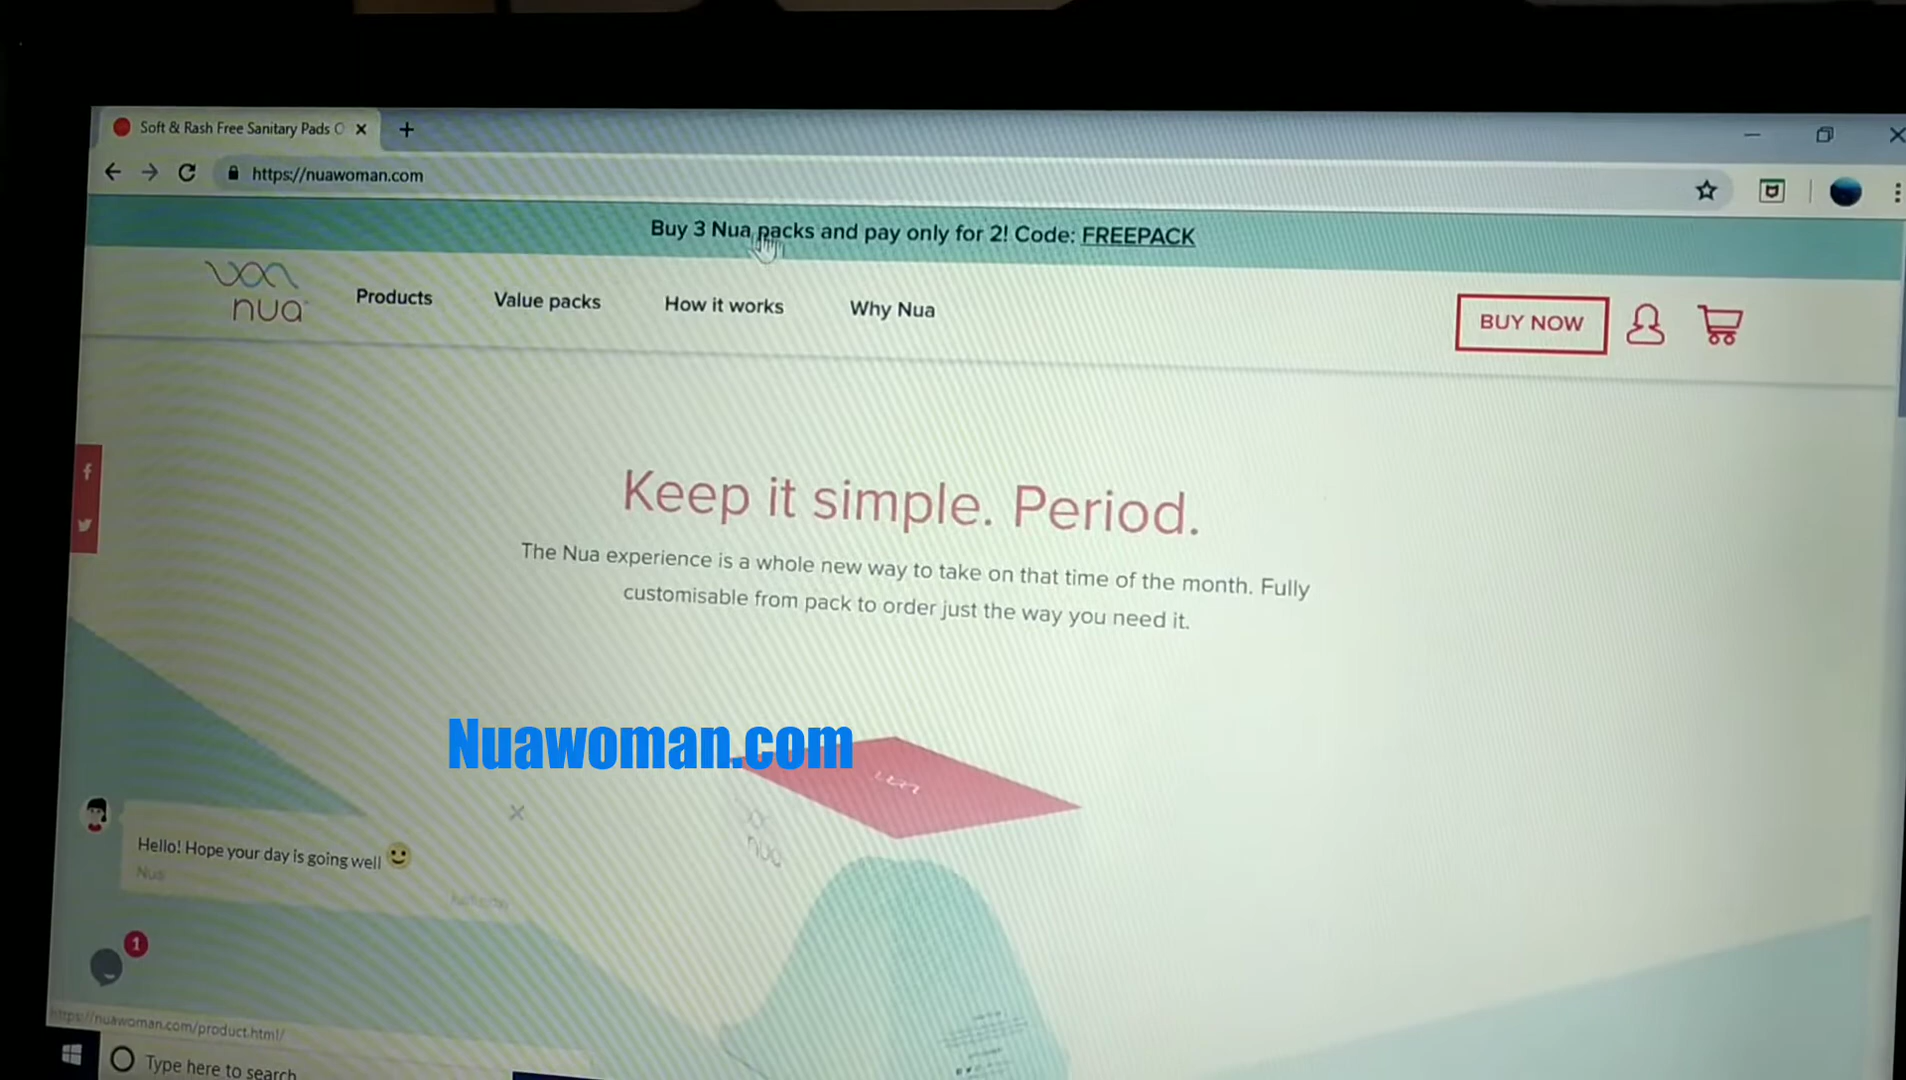 Soft & Rash Free Sanitary Pads O
https://nuawoman.com
Buy 3 Nua packs and pay only for 2! Code: FREEPACK
nua
Products
Value packs
How it works
Why Nua
BUY NOW
Keep it simple. Period.
The Nua experience is a whole new way to take on that time of the month. Fully
customisable from pack to order just the way you need it.
Nuawoman.com
nua
Hello! Hope your day is going well
Nua
1
https://nuawoman.com/product.html/
Type here to search